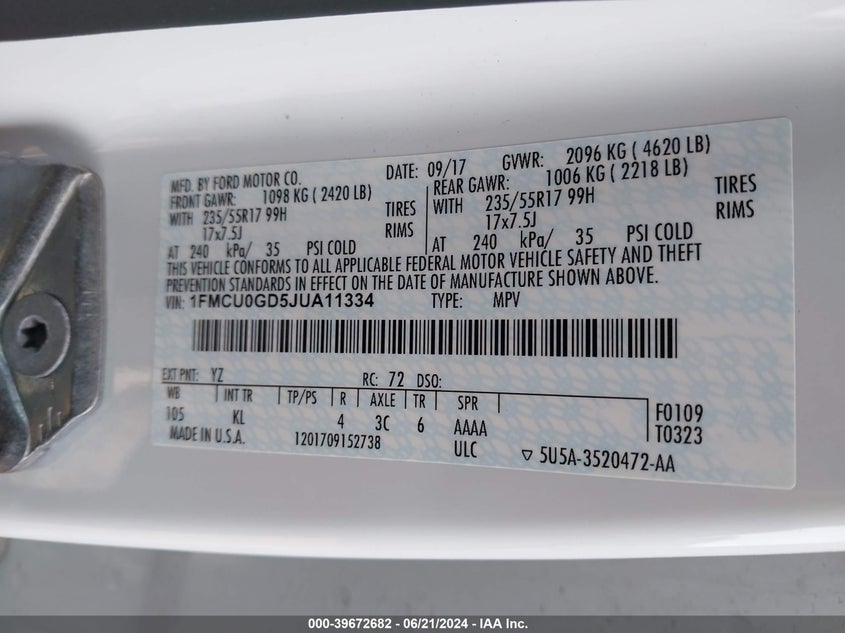 MFD. BY FORD MOTOR CO. DATE: 09/17 GVWR: 2096 KG ( 4620 LB)
FRONT GAWR: 1098 KG ( 2420 LB) REAR GAWR: 1006 KG ( 2218 LB)
WITH 235/55R17 99H TIRES WITH 235/55R17 99H TIRES
17x7.5J RIMS 17x7.5J RIMS
AT 240 kPa/ 35 PSI COLD AT 240 kPa/ 35 PSI COLD
THIS VEHICLE CONFORMS TO ALL APPLICABLE FEDERAL MOTOR VEHICLE SAFETY AND THEFT
PREVENTION STANDARDS IN EFFECT ON THE DATE OF MANUFACTURE SHOWN ABOVE.
VIN: 1FMCU0GD5JUA11334 TYPE: MPV
EXT PNT: YZ RC: 72 DSO:
WB INT TR TP/PS R AXLE TR SPR
105 KL 4 3C 6 AAAA F0109
MADE IN U.S.A. 1201709152738 ULC T0323
▽ 5U5A-3520472-AA
000-39672682 / 06/21/2024 - IAA Inc.